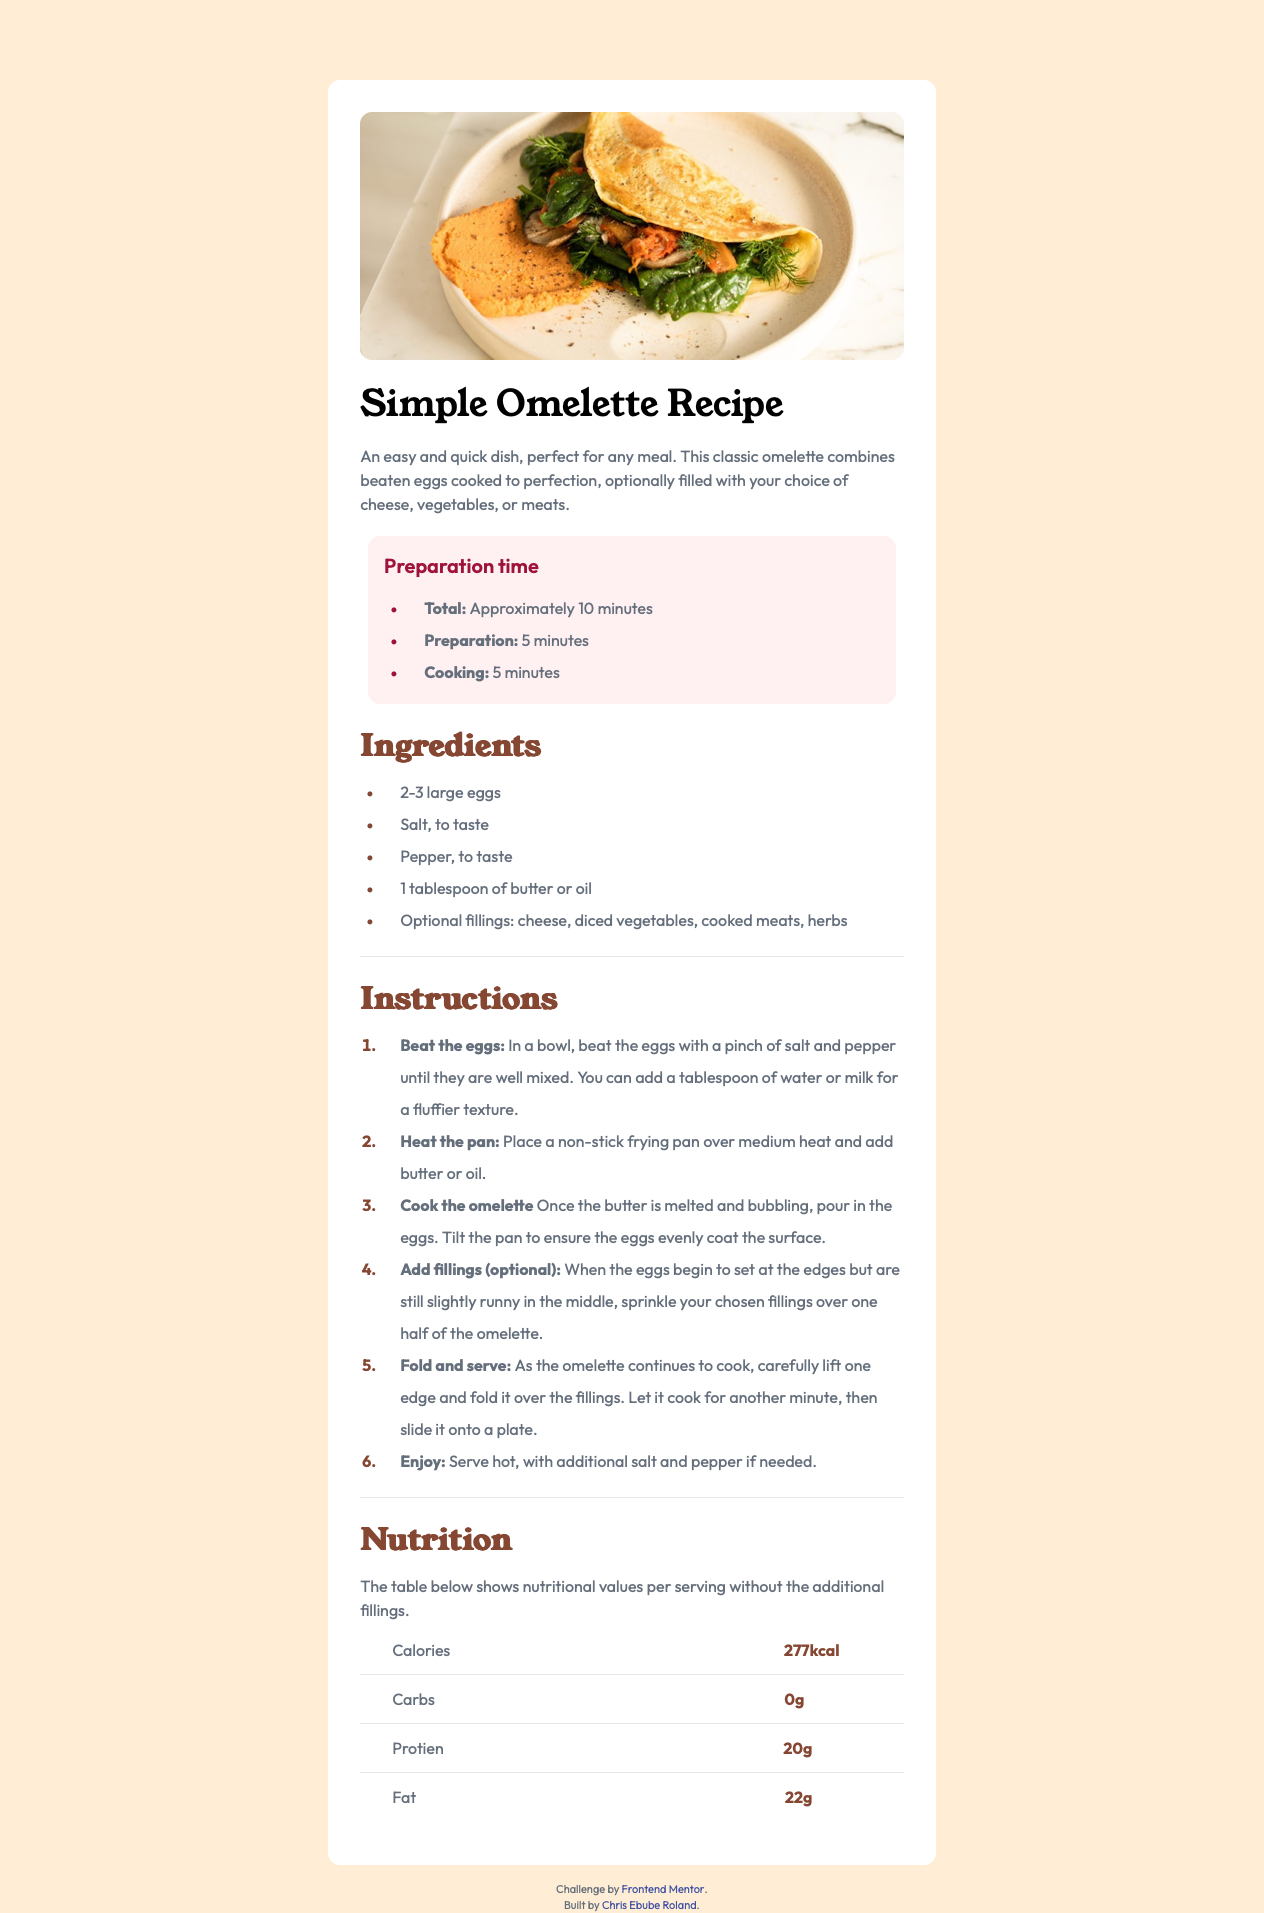 Simple Omelette Recipe
An easy and quick dish, perfect for any meal. This classic omelette combines
beaten eggs cooked to perfection, optionally filled with your choice of
cheese, vegetables, or meats.
Preparation time
• Total: Approximately 10 minutes
• Preparation: 5 minutes
• Cooking: 5 minutes
Ingredients
• 2-3 large eggs
• Salt, to taste
• Pepper, to taste
• 1 tablespoon of butter or oil
• Optional fillings: cheese, diced vegetables, cooked meats, herbs
Instructions
1. Beat the eggs: In a bowl, beat the eggs with a pinch of salt and pepper
until they are well mixed. You can add a tablespoon of water or milk for
a fluffier texture.
2. Heat the pan: Place a non-stick frying pan over medium heat and add
butter or oil.
3. Cook the omelette Once the butter is melted and bubbling, pour in the
eggs. Tilt the pan to ensure the eggs evenly coat the surface.
4. Add fillings (optional): When the eggs begin to set at the edges but are
still slightly runny in the middle, sprinkle your chosen fillings over one
half of the omelette.
5. Fold and serve: As the omelette continues to cook, carefully lift one
edge and fold it over the fillings. Let it cook for another minute, then
slide it onto a plate.
6. Enjoy: Serve hot, with additional salt and pepper if needed.
Nutrition
The table below shows nutritional values per serving without the additional
fillings.
Calories 277kcal
Carbs 0g
Protien 20g
Fat 22g
Challenge by Frontend Mentor.
Built by Chris Ebube Roland.